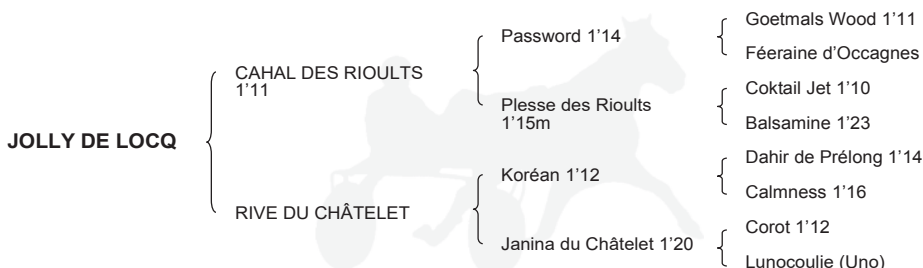 Goetmals Wood 1’11
Password 1’14
Féeraine d’Occagnes
CAHAL DES RIOULTS
1’11
Coktail Jet 1’10
Plesse des Rioults
1’15m
Balsamine 1’23
JOLLY DE LOCQ
Dahir de Prélong 1’14
Koréan 1’12
Calmness 1’16
RIVE DU CHÂTELET
Corot 1’12
Janina du Châtelet 1’20
Lunocoulie (Uno)